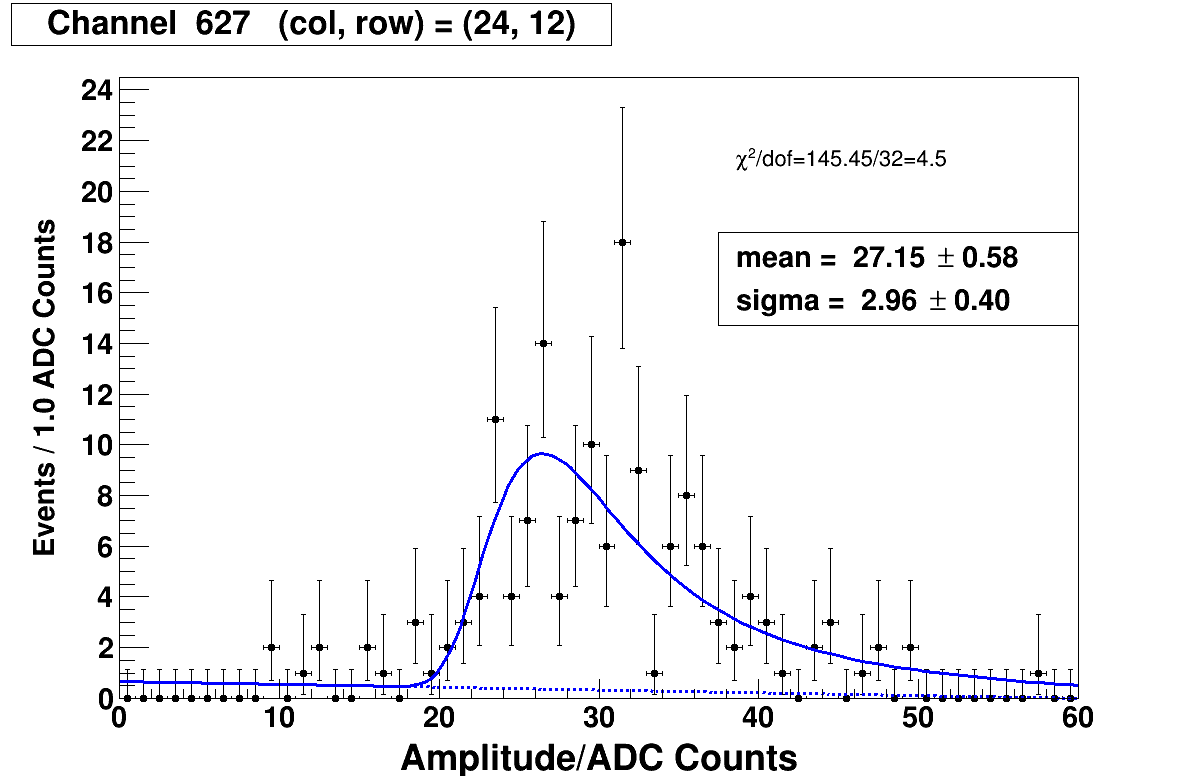 Channel 627 (col, row) = (24, 12)
24
22
20
18
16
14
12
10
8
6
4
2
0
Events / 1.0 ADC Counts
χ²/dof=145.45/32=4.5
mean = 27.15 ± 0.58
sigma = 2.96 ± 0.40
0 10 20 30 40 50 60
Amplitude/ADC Counts